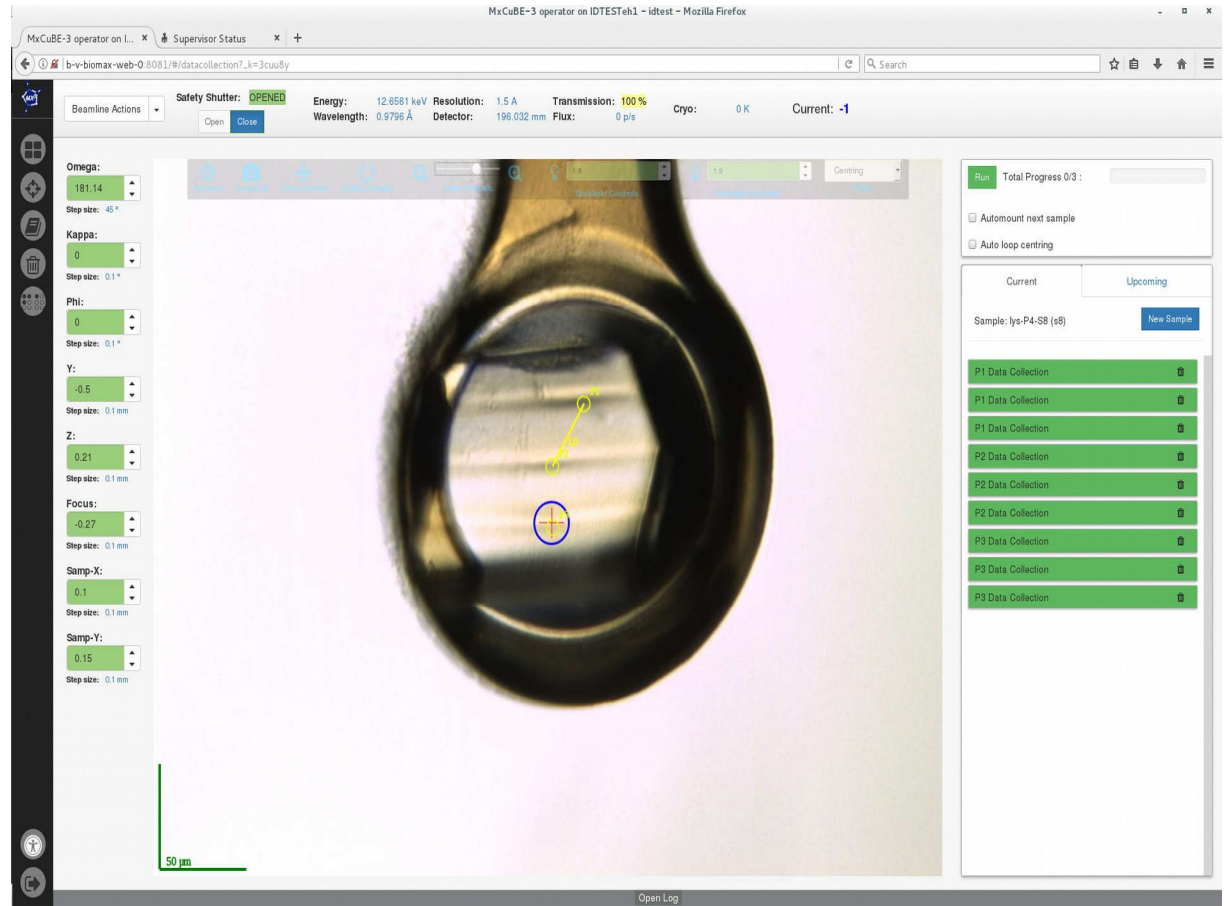 MxCuBE-3 operator on IDTESTeh1 - idtest - Mozilla Firefox
MxCuBE-3 operator on I...
Supervisor Status
b-v-biomax-web-0:8081/#/datacollection?_k=3cuu8y
Search
Beamline Actions
Safety Shutter: OPENED
Open Close
Energy: 12.6561 keV Resolution: 1.5 A Transmission: 100 %
Wavelength: 0.9796 Å Detector: 196.032 mm Flux: 0 p/s
Cryo: 0 K
Current: -1
Omega:
181.14
Step size: 45 °
Kappa:
0
Step size: 0.1 °
Phi:
0
Step size: 0.1 °
Y:
-0.5
Step size: 0.1 mm
Z:
0.21
Step size: 0.1 mm
Focus:
-0.27
Step size: 0.1 mm
Samp-X:
0.1
Step size: 0.1 mm
Samp-Y:
0.15
Step size: 0.1 mm
1.9
Centring
50 µm
Run Total Progress 0/3 :
Automount next sample
Auto loop centring
Current Upcoming
Sample: lys-P4-S8 (s8) New Sample
P1 Data Collection
P1 Data Collection
P1 Data Collection
P2 Data Collection
P2 Data Collection
P2 Data Collection
P3 Data Collection
P3 Data Collection
P3 Data Collection
Open Log